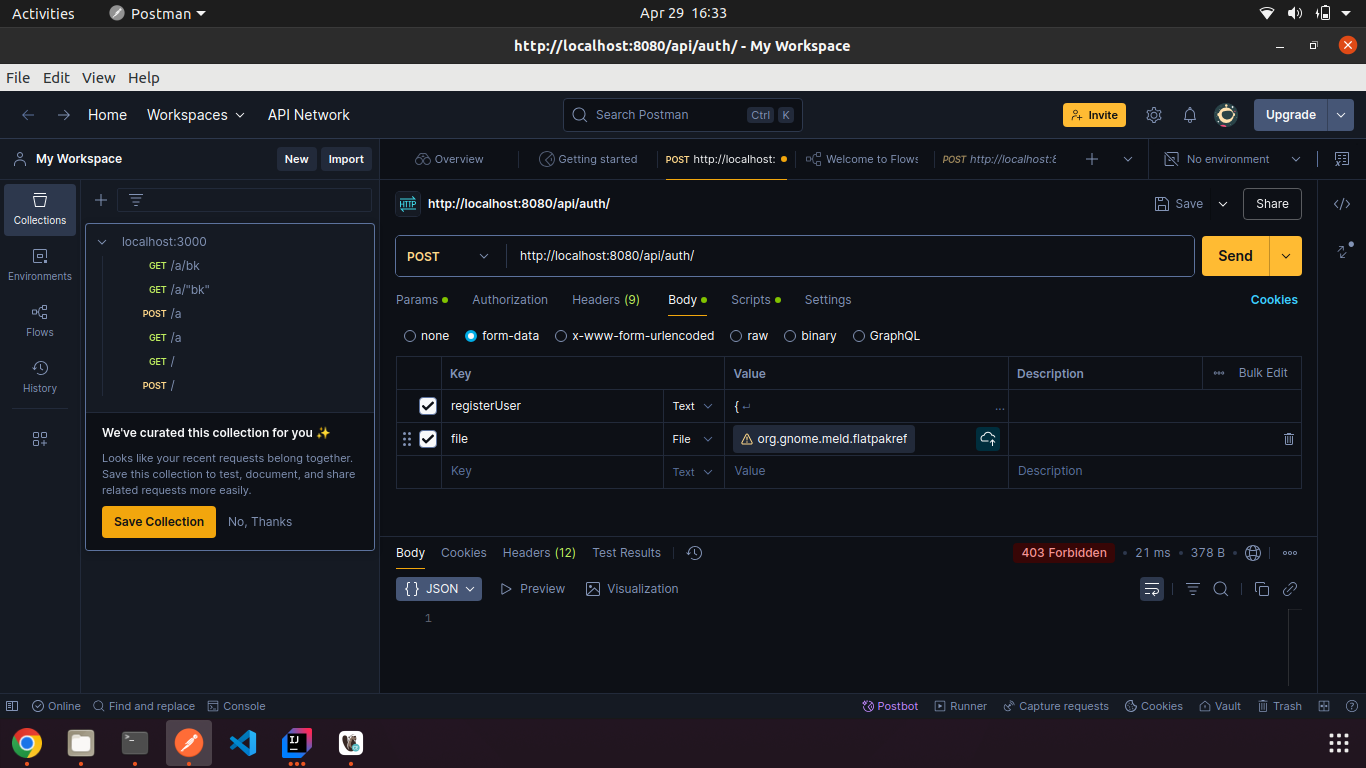 Activities
Postman
Apr 29 16:33
http://localhost:8080/api/auth/ - My Workspace
File Edit View Help
Home Workspaces API Network
Search Postman Ctrl K
Invite
Upgrade
My Workspace
New Import
Overview
Getting started
POST http://localhost:
Welcome to Flows
POST http://localhost:8
No environment
Collections
Environments
Flows
History
localhost:3000
GET /a/bk
GET /a/"bk"
POST /a
GET /a
GET /
POST /
We've curated this collection for you ✨
Looks like your recent requests belong together.
Save this collection to test, document, and share
related requests more easily.
Save Collection No, Thanks
HTTP http://localhost:8080/api/auth/
Save Share
POST http://localhost:8080/api/auth/
Send
Params Authorization Headers (9) Body Scripts Settings Cookies
none form-data x-www-form-urlencoded raw binary GraphQL
Key Value Description ••• Bulk Edit
registerUser Text { ↵ ...
file File org.gnome.meld.flatpakref
Key Text Value Description
Body Cookies Headers (12) Test Results
403 Forbidden • 21 ms • 378 B •
{ } JSON Preview Visualization
1
Online Find and replace Console
Postbot Runner Capture requests Cookies Vault Trash